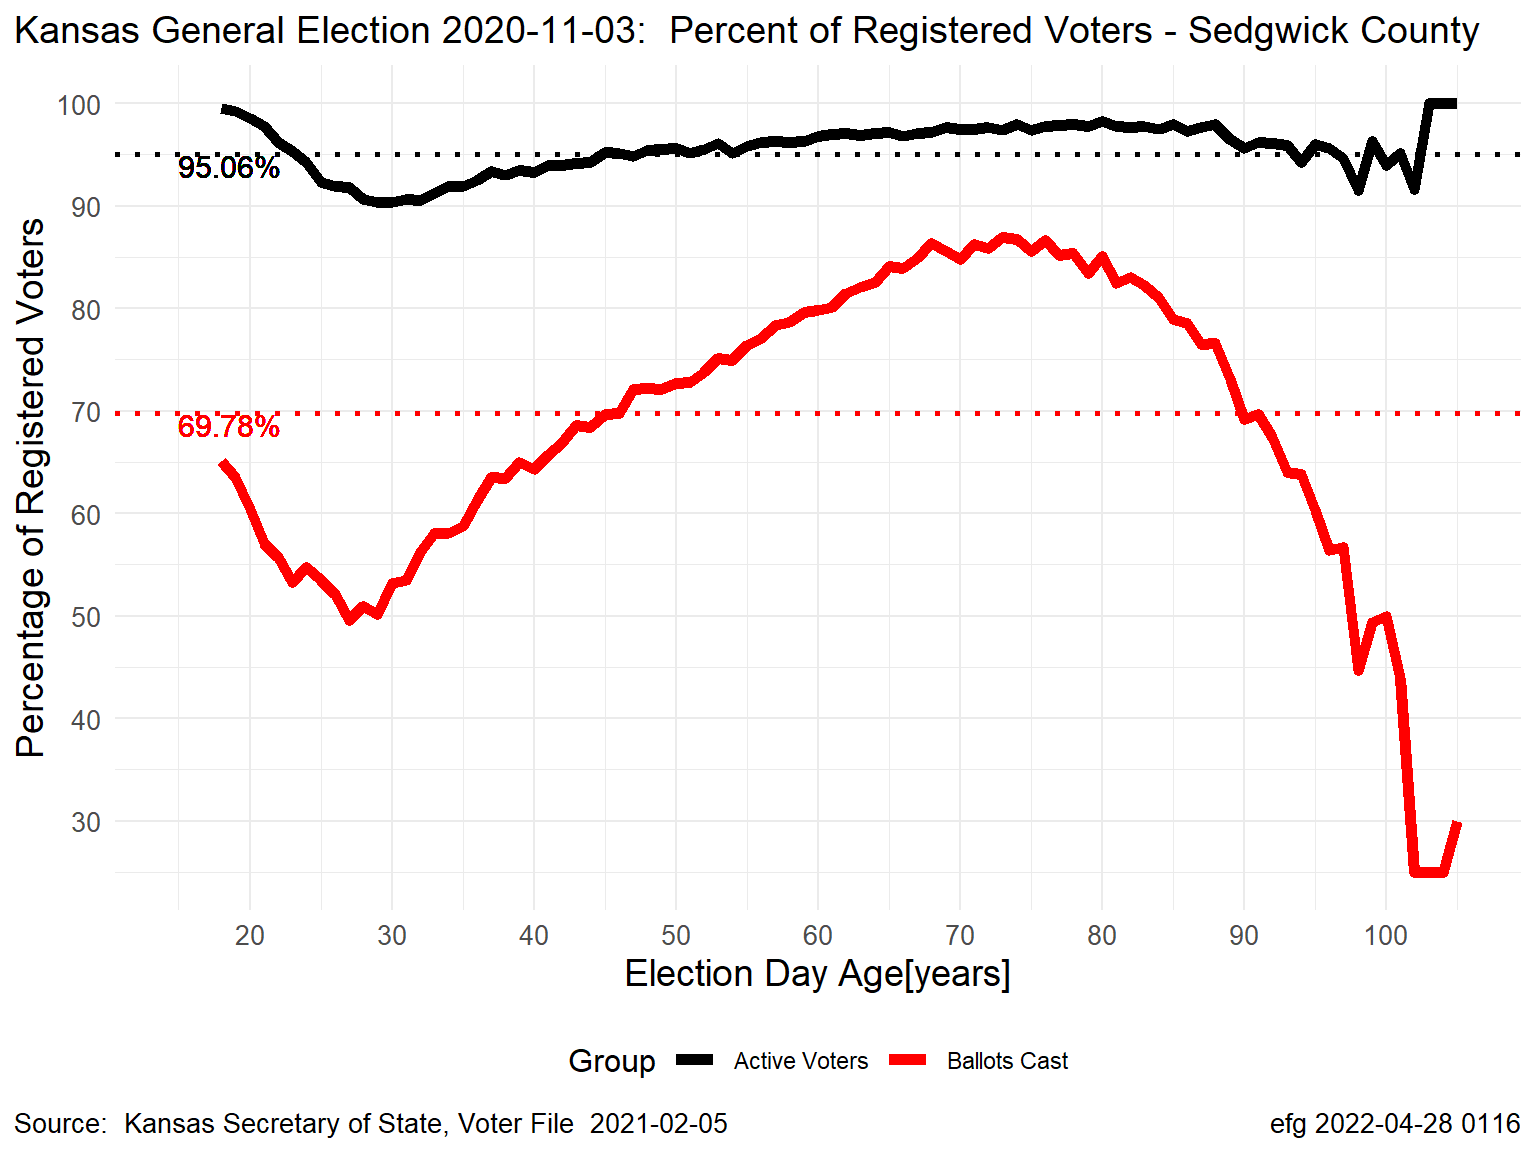 Kansas General Election 2020-11-03:  Percent of Registered Voters - Sedgwick County
Percentage of Registered Voters
100
90
80
70
60
50
40
30
95.06%
69.78%
20 30 40 50 60 70 80 90 100
Election Day Age[years]
Group Active Voters Ballots Cast
Source:  Kansas Secretary of State, Voter File  2021-02-05
efg 2022-04-28 0116